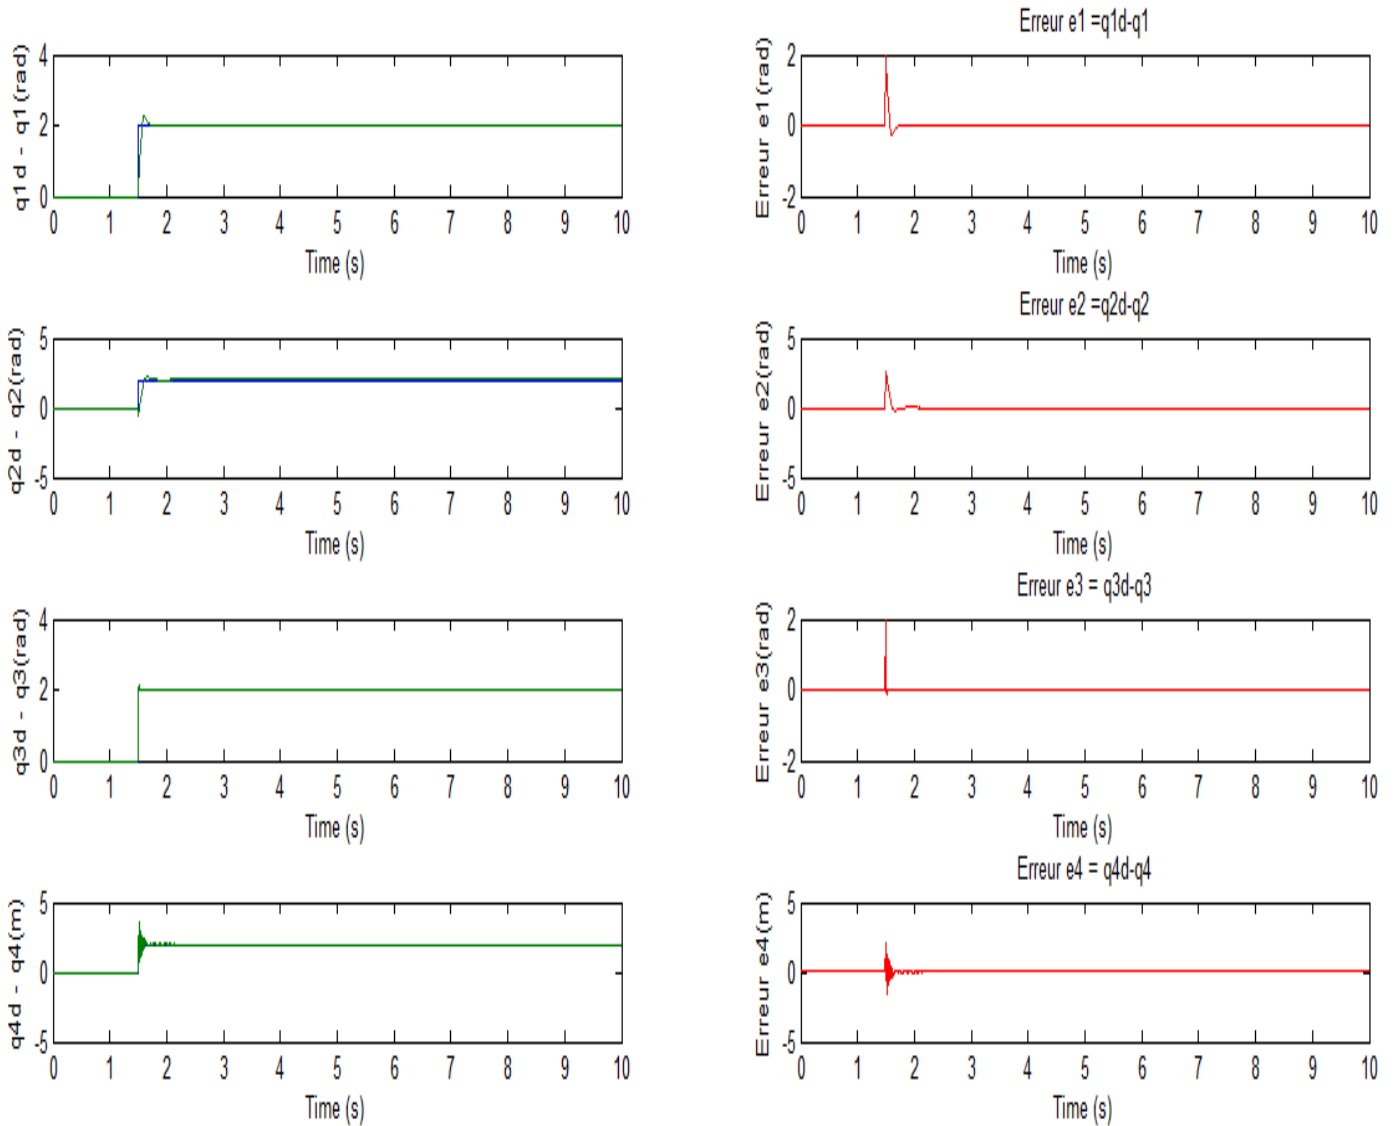 Erreur e1 =q1d-q1
q1d - q1(rad)
4
2
0
0 1 2 3 4 5 6 7 8 9 10
Time (s)
Erreur e1(rad)
2
0
-2
0 1 2 3 4 5 6 7 8 9 10
Time (s)
Erreur e2 =q2d-q2
q2d - q2(rad)
5
0
-5
0 1 2 3 4 5 6 7 8 9 10
Time (s)
Erreur e2(rad)
5
0
-5
0 1 2 3 4 5 6 7 8 9 10
Time (s)
Erreur e3 = q3d-q3
q3d - q3(rad)
4
2
0
0 1 2 3 4 5 6 7 8 9 10
Time (s)
Erreur e3(rad)
2
0
-2
0 1 2 3 4 5 6 7 8 9 10
Time (s)
Erreur e4 = q4d-q4
q4d - q4(m)
5
0
-5
0 1 2 3 4 5 6 7 8 9 10
Time (s)
Erreur e4(m)
5
0
-5
0 1 2 3 4 5 6 7 8 9 10
Time (s)